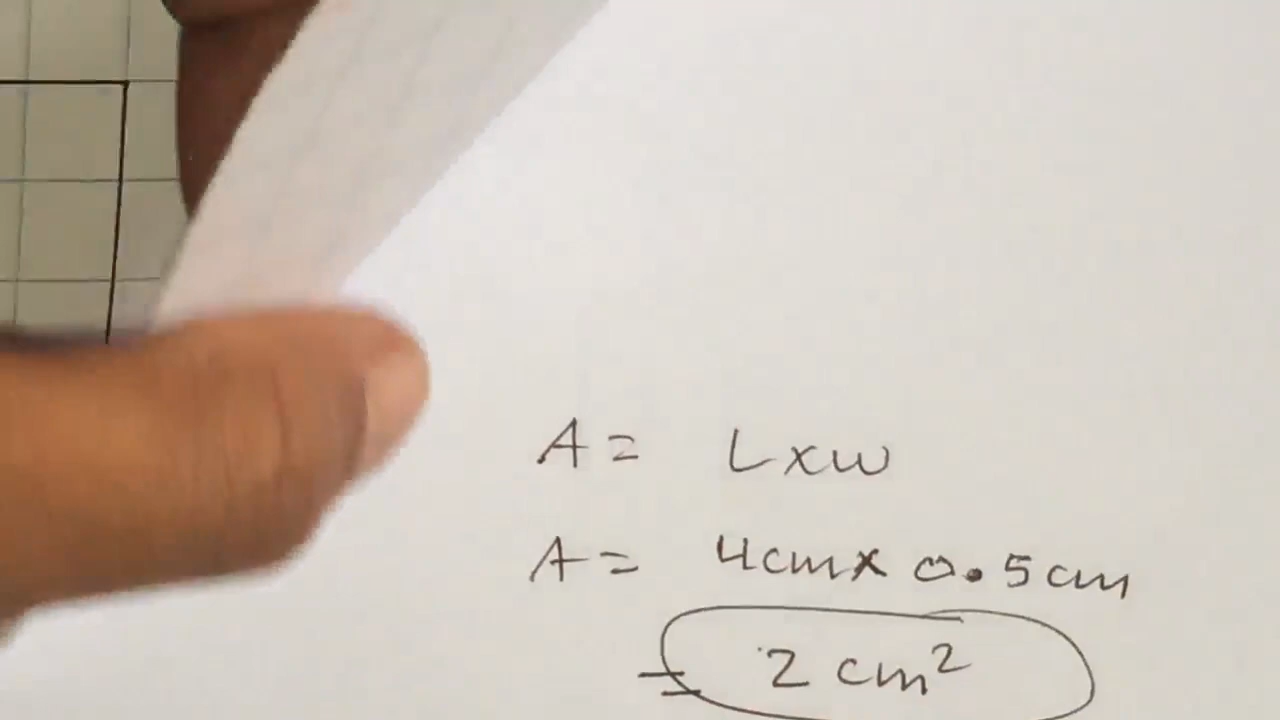 A = L x w
A = 4cm x 0.5cm
= 2 cm²